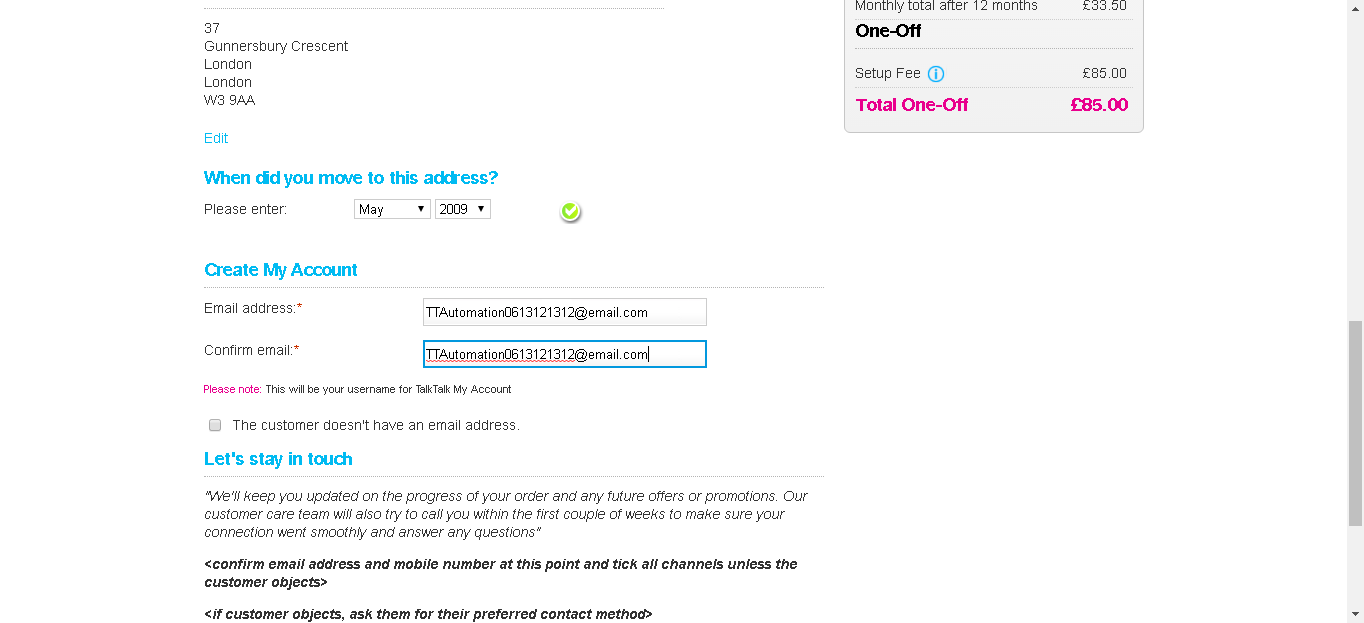 37
Gunnersbury Crescent
London
London
W3 9AA
Edit
When did you move to this address?
Please enter: May 2009
Create My Account
Email address:* TTAutomation0613121312@email.com
Confirm email:* TTAutomation0613121312@email.com
Please note: This will be your username for TalkTalk My Account
The customer doesn't have an email address.
Let's stay in touch
"We'll keep you updated on the progress of your order and any future offers or promotions. Our
customer care team will also try to call you within the first couple of weeks to make sure your
connection went smoothly and answer any questions"
<confirm email address and mobile number at this point and tick all channels unless the
customer objects>
<if customer objects, ask them for their preferred contact method>
Monthly total after 12 months £33.50
One-Off
Setup Fee i £85.00
Total One-Off £85.00